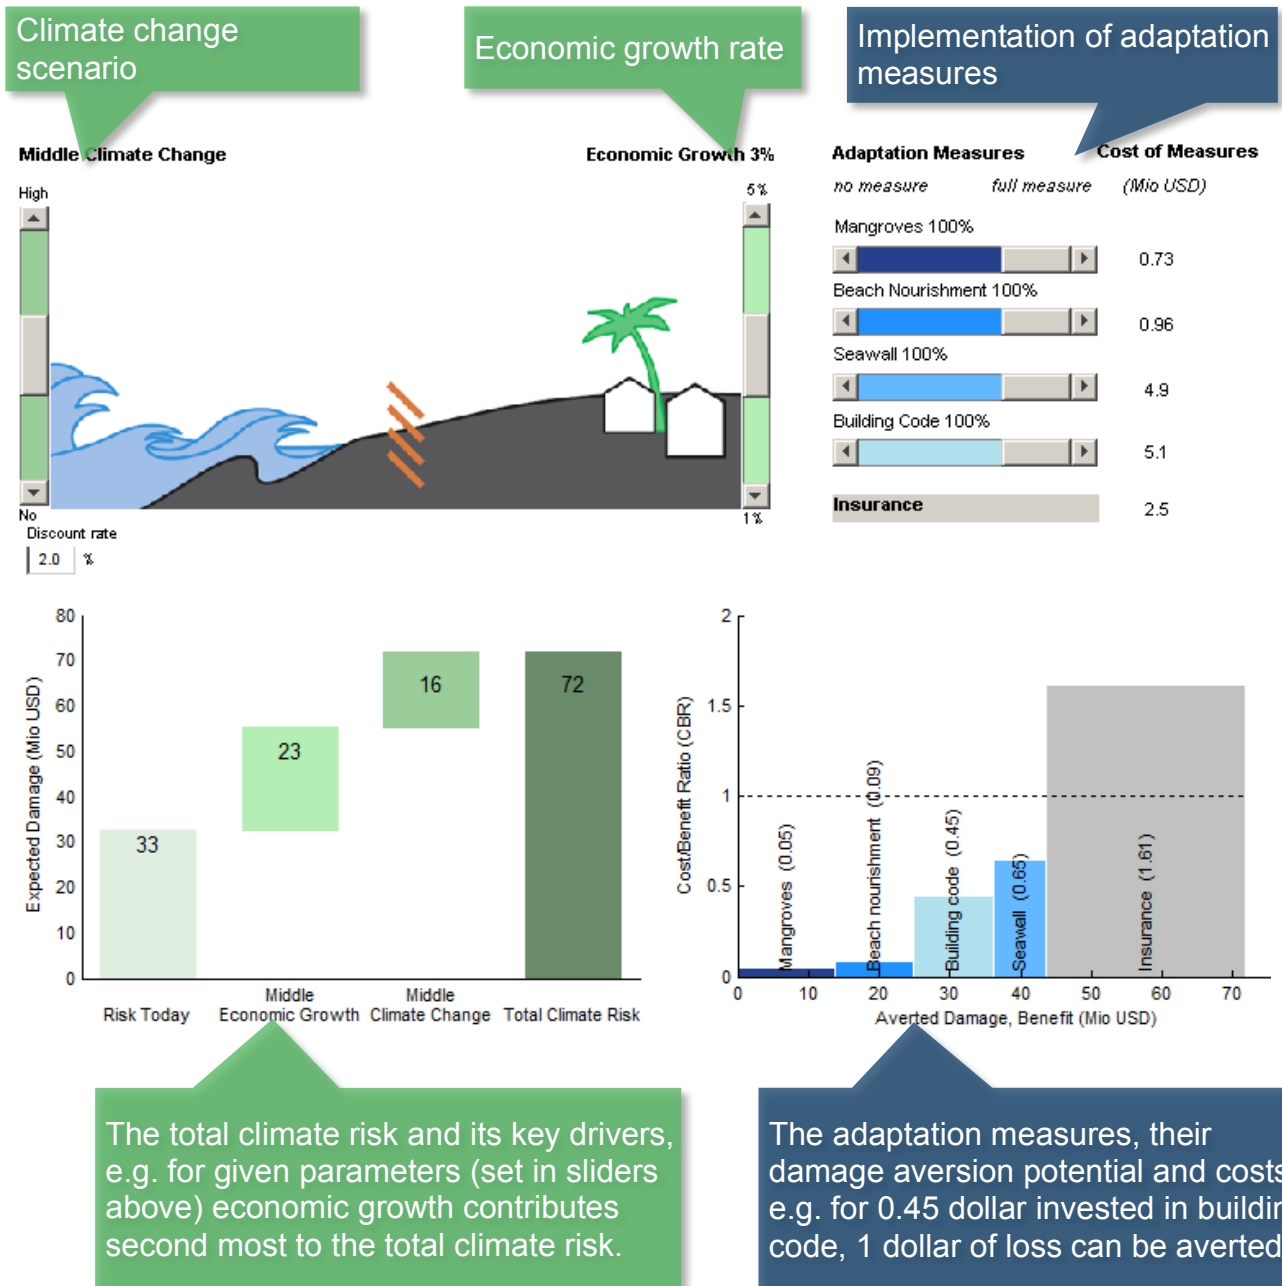 Climate change
scenario
Economic growth rate
Implementation of adaptation
measures
Middle Climate Change
Economic Growth 3%
Adaptation Measures
Cost of Measures
High
5 %
no measure
full measure
(Mio USD)
Mangroves 100%
0.73
Beach Nourishment 100%
0.96
Seawall 100%
4.9
Building Code 100%
5.1
No
1 %
Insurance
2.5
Discount rate
2.0 %
80
70
60
50
40
30
20
10
0
Expected Damage (Mio USD)
33
23
16
72
Risk Today
Middle
Economic Growth
Middle
Climate Change
Total Climate Risk
2
1.5
1
0.5
0
Cost/Benefit Ratio (CBR)
Mangroves (0.05)
Beach nourishment (0.09)
Building code (0.45)
Seawall (0.65)
Insurance (1.61)
0 10 20 30 40 50 60 70
Averted Damage, Benefit (Mio USD)
The total climate risk and its key drivers,
e.g. for given parameters (set in sliders
above) economic growth contributes
second most to the total climate risk.
The adaptation measures, their
damage aversion potential and costs
e.g. for 0.45 dollar invested in buildin
code, 1 dollar of loss can be averted